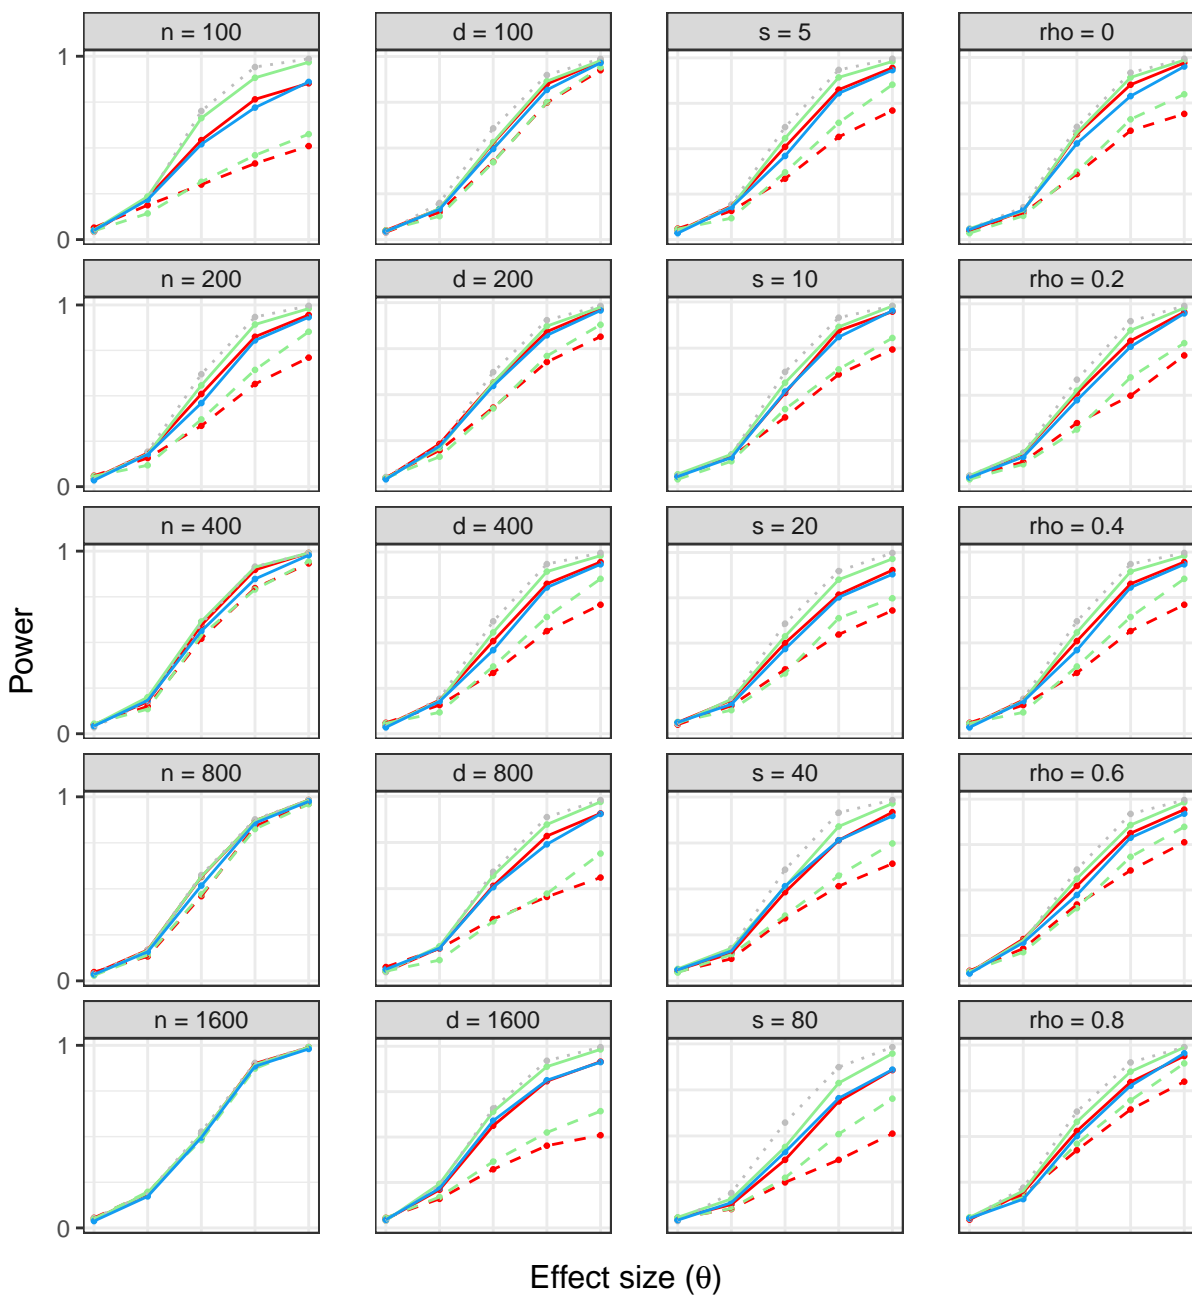 n = 100
d = 100
s = 5
rho = 0
1
0
n = 200
d = 200
s = 10
rho = 0.2
1
0
n = 400
d = 400
s = 20
rho = 0.4
1
0
n = 800
d = 800
s = 40
rho = 0.6
1
0
n = 1600
d = 1600
s = 80
rho = 0.8
1
0
Power
Effect size (θ)